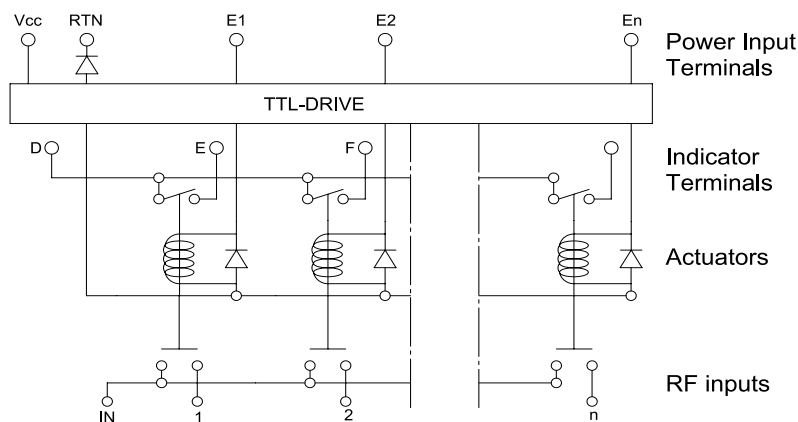 Vcc RTN E1 E2 En Power Input
Terminals
TTL-DRIVE
D E F Indicator
Terminals
Actuators
RF inputs
IN 1 2 n